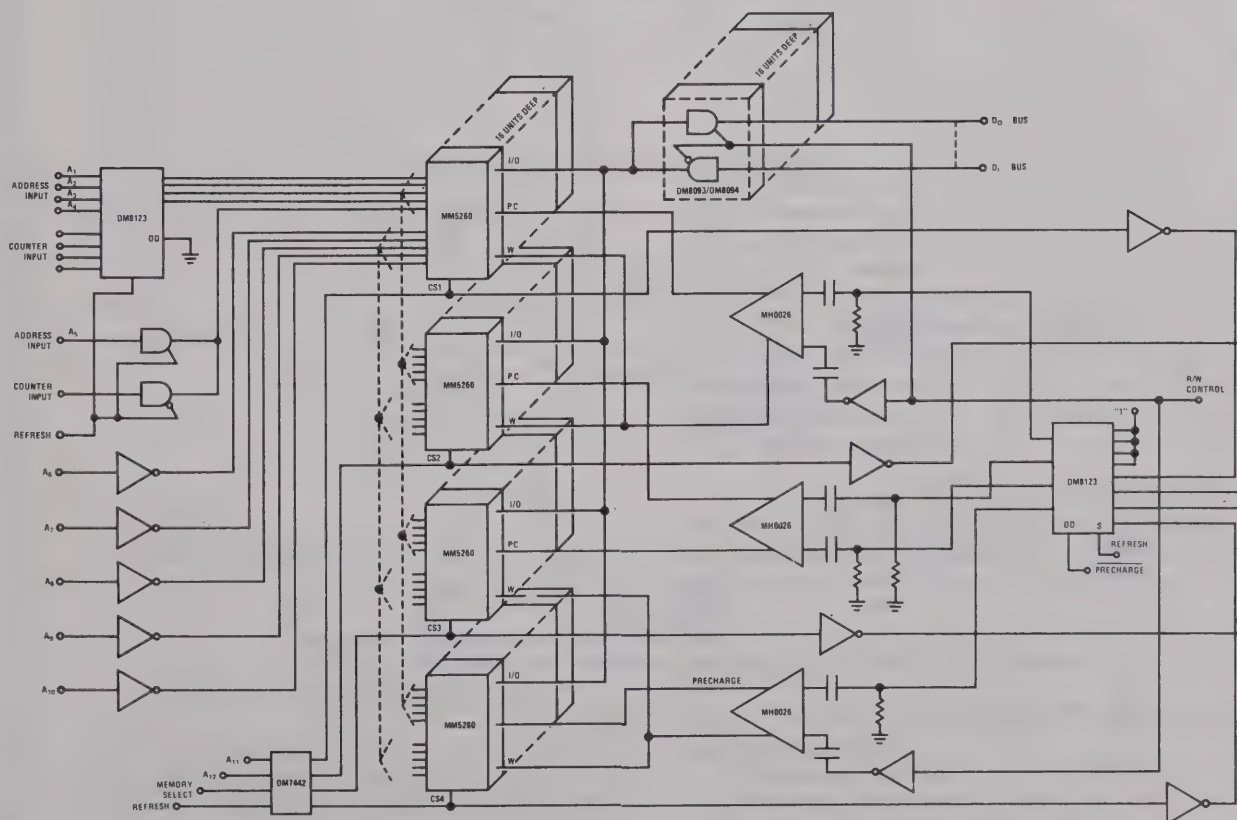 16 UNITS DEEP
16 UNITS DEEP
I/O
D₀ BUS
D₁ BUS
DM8093/DM8094
A₁
A₂
A₃
A₄
ADDRESS
INPUT
DM8123
OD
COUNTER
INPUT
MM5260
PC
W
CS1
MH0026
ADDRESS
INPUT
A₅
COUNTER
INPUT
REFRESH
I/O
MM5260
PC
W
CS2
R/W
CONTROL
"1"
DM8123
OD
S
REFRESH
PRECHARGE
A₆
A₇
A₈
A₉
A₁₀
I/O
MM5260
PC
W
CS3
MH0026
I/O
MM5260
PRECHARGE
W
CS4
MH0026
A₁₁
A₁₂
MEMORY
SELECT
REFRESH
DM7442